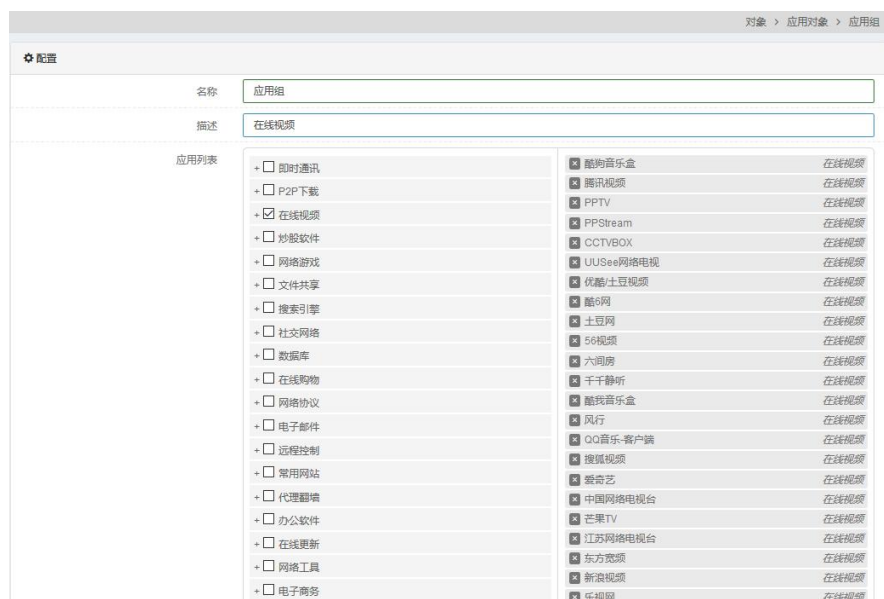 对象 > 应用对象 > 应用组
配置
名称 应用组
描述 在线视频
应用列表
+ 即时通讯
+ P2P下载
+ 在线视频
+ 炒股软件
+ 网络游戏
+ 文件共享
+ 搜索引擎
+ 社交网络
+ 数据库
+ 在线购物
+ 网络协议
+ 电子邮件
+ 远程控制
+ 常用网站
+ 代理翻墙
+ 办公软件
+ 在线更新
+ 网络工具
+ 电子商务
酷狗音乐盒 在线视频
腾讯视频 在线视频
PPTV 在线视频
PPStream 在线视频
CCTVBOX 在线视频
UUSee网络电视 在线视频
优酷/土豆视频 在线视频
酷6网 在线视频
土豆网 在线视频
56视频 在线视频
六间房 在线视频
千千静听 在线视频
酷我音乐盒 在线视频
风行 在线视频
QQ音乐-客户端 在线视频
搜狐视频 在线视频
爱奇艺 在线视频
中国网络电视台 在线视频
芒果TV 在线视频
江苏网络电视台 在线视频
东方宽频 在线视频
新浪视频 在线视频
乐视网 在线视频